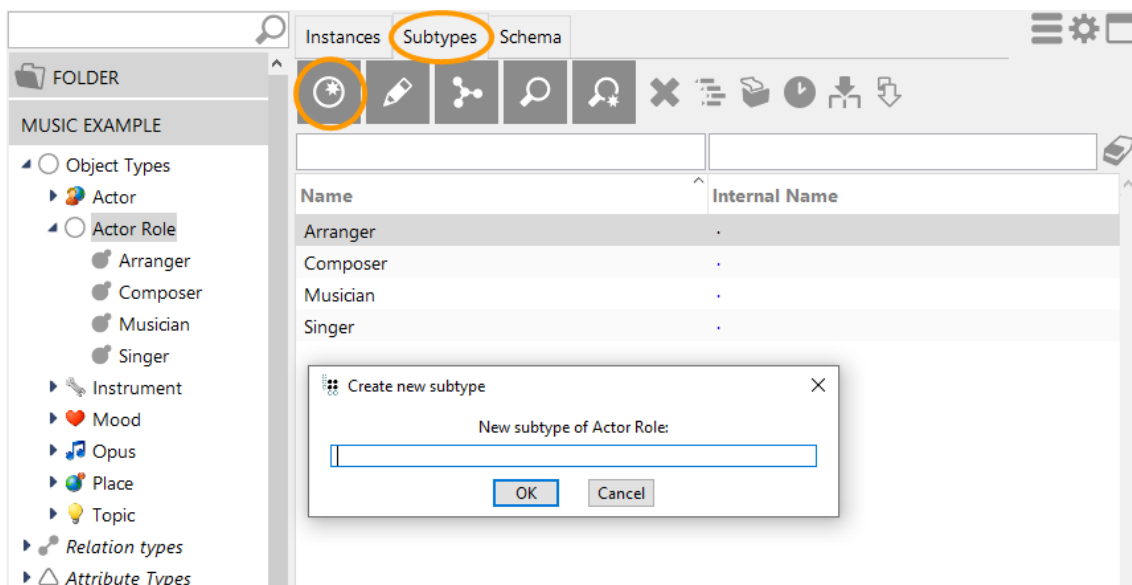 Instances Subtypes Schema
FOLDER
MUSIC EXAMPLE
Object Types
Actor
Actor Role
Arranger
Composer
Musician
Singer
Instrument
Mood
Opus
Place
Topic
Relation types
Attribute Types
Name Internal Name
Arranger
Composer
Musician
Singer
Create new subtype
New subtype of Actor Role:
OK Cancel